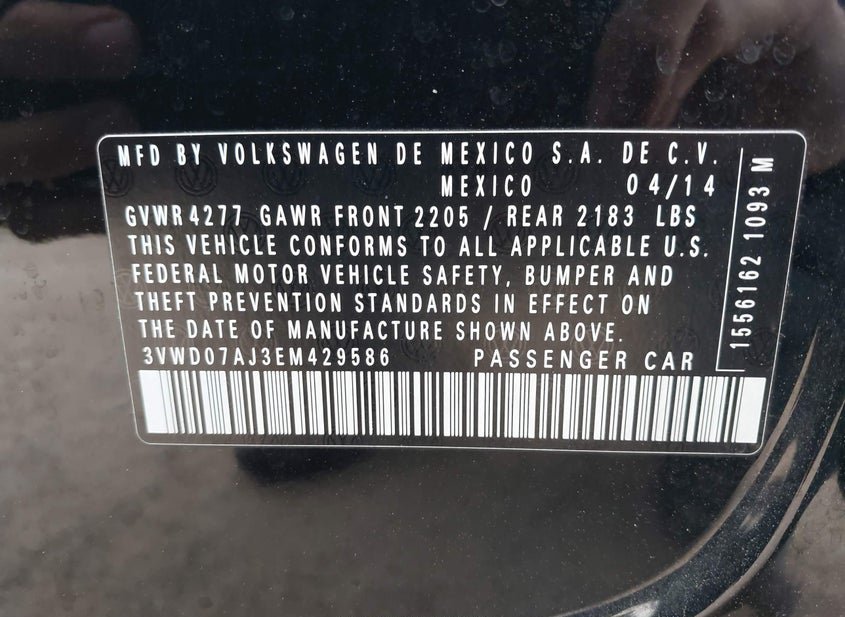 MFD BY VOLKSWAGEN DE MEXICO S.A. DE C.V.
MEXICO 04/14
GVWR 4277 GAWR FRONT 2205 / REAR 2183 LBS
THIS VEHICLE CONFORMS TO ALL APPLICABLE U.S.
FEDERAL MOTOR VEHICLE SAFETY, BUMPER AND
THEFT PREVENTION STANDARDS IN EFFECT ON
THE DATE OF MANUFACTURE SHOWN ABOVE.
3VWD07AJ3EM429586 PASSENGER CAR
1556162 1093 M